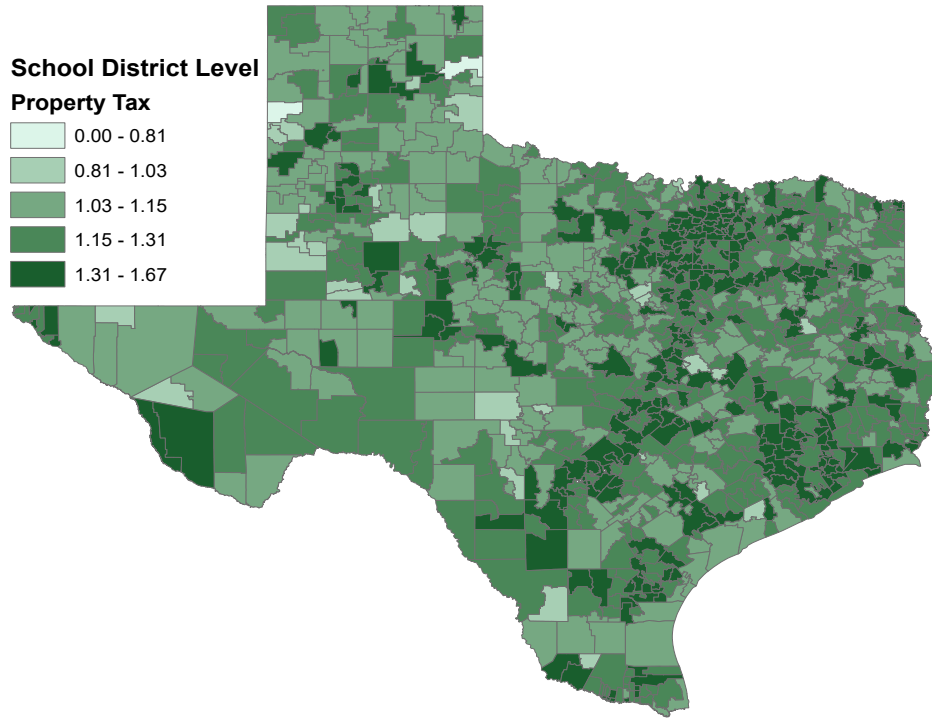 School District Level
Property Tax
0.00 - 0.81
0.81 - 1.03
1.03 - 1.15
1.15 - 1.31
1.31 - 1.67